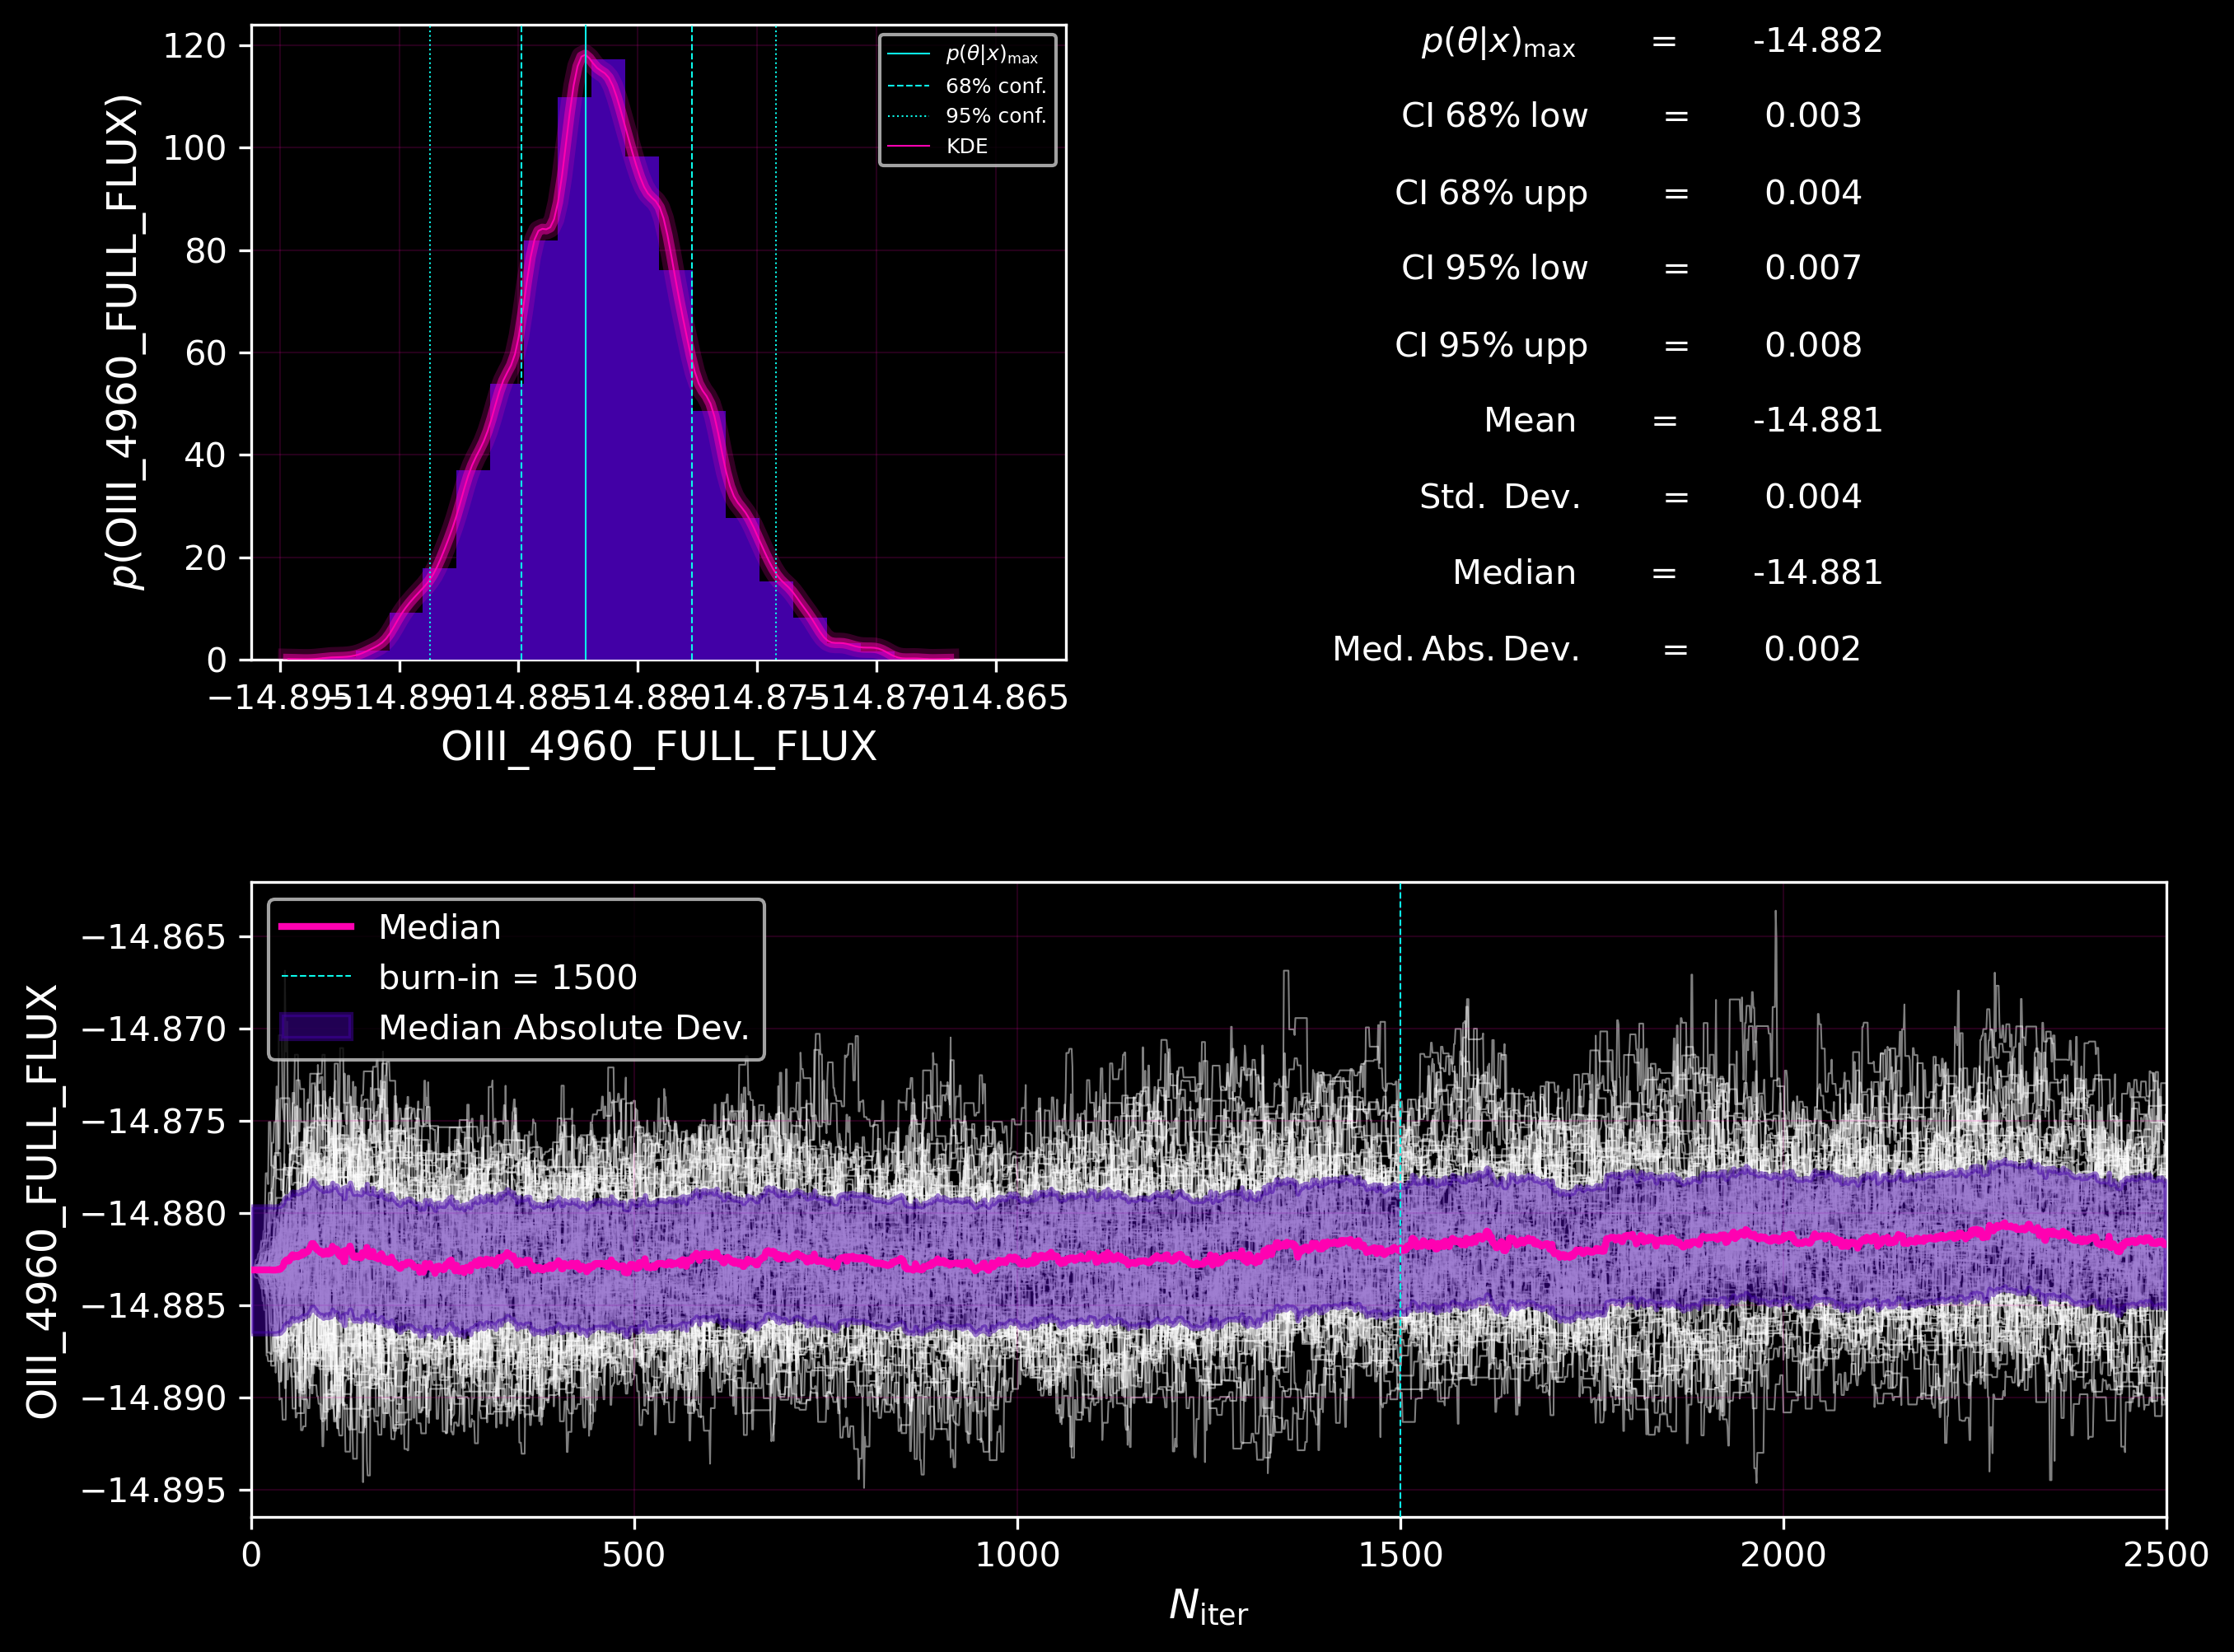 120
100
80
60
40
20
0
p(OIII_4960_FULL_FLUX)
p(θ|x)max
68% conf.
95% conf.
KDE
−14.895 −14.890 −14.885 −14.880 −14.875 −14.870 −14.865
OIII_4960_FULL_FLUX
p(θ|x)max = -14.882
CI 68% low = 0.003
CI 68% upp = 0.004
CI 95% low = 0.007
CI 95% upp = 0.008
Mean = -14.881
Std. Dev. = 0.004
Median = -14.881
Med. Abs. Dev. = 0.002
−14.865
−14.870
−14.875
−14.880
−14.885
−14.890
−14.895
OIII_4960_FULL_FLUX
Median
burn-in = 1500
Median Absolute Dev.
0 500 1000 1500 2000 2500
Niter